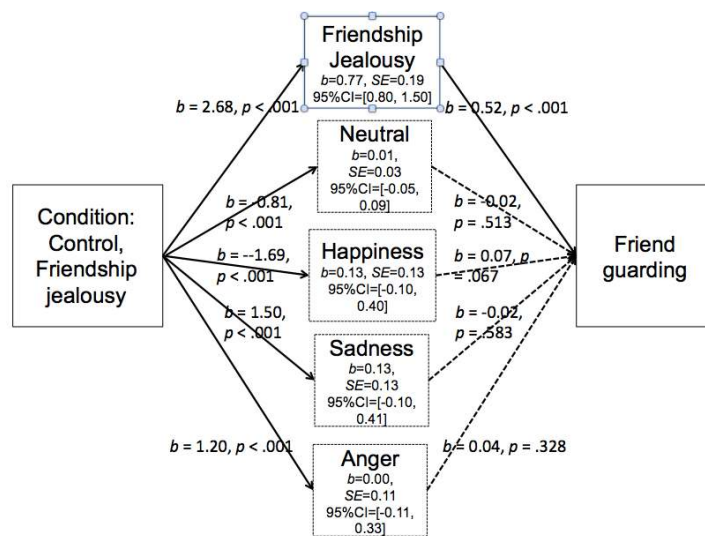 Friendship
Jealousy
b=0.77, SE=0.19
95%CI=[0.80, 1.50]
b = 2.68, p < .001
b = 0.52, p < .001
Neutral
b=0.01,
SE=0.03
95%CI=[-0.05,
0.09]
b = -0.81,
p < .001
b = -0.02,
p = .513
Condition:
Control,
Friendship
jealousy
Happiness
b=0.13, SE=0.13
95%CI=[-0.10,
0.40]
b = --1.69,
p < .001
b = 0.07, p
= .067
Friend
guarding
Sadness
b=0.13,
SE=0.13
95%CI=[-0.10,
0.41]
b = 1.50,
p < .001
b = -0.02,
p = .583
Anger
b=0.00,
SE=0.11
95%CI=[-0.11,
0.33]
b = 1.20, p < .001
b = 0.04, p = .328